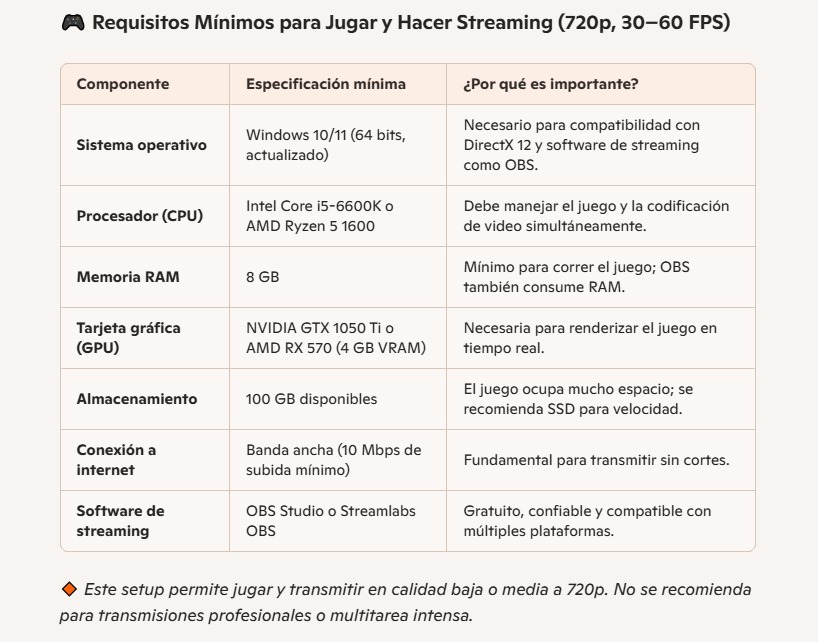 🎮 Requisitos Mínimos para Jugar y Hacer Streaming (720p, 30–60 FPS)
Componente
Especificación mínima
¿Por qué es importante?
Sistema operativo
Windows 10/11 (64 bits,
actualizado)
Necesario para compatibilidad con
DirectX 12 y software de streaming
como OBS.
Procesador (CPU)
Intel Core i5-6600K o
AMD Ryzen 5 1600
Debe manejar el juego y la codificación
de video simultáneamente.
Memoria RAM
8 GB
Mínimo para correr el juego; OBS
también consume RAM.
Tarjeta gráfica
(GPU)
NVIDIA GTX 1050 Ti o
AMD RX 570 (4 GB VRAM)
Necesaria para renderizar el juego en
tiempo real.
Almacenamiento
100 GB disponibles
El juego ocupa mucho espacio; se
recomienda SSD para velocidad.
Conexión a
internet
Banda ancha (10 Mbps de
subida mínimo)
Fundamental para transmitir sin cortes.
Software de
streaming
OBS Studio o Streamlabs
OBS
Gratuito, confiable y compatible con
múltiples plataformas.
🔶 Este setup permite jugar y transmitir en calidad baja o media a 720p. No se recomienda
para transmisiones profesionales o multitarea intensa.